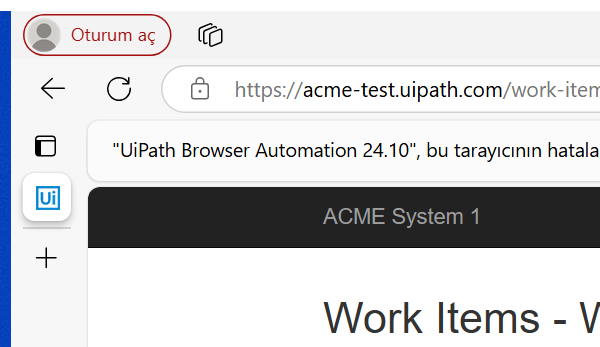 Oturum aç
https://acme-test.uipath.com/work-item
"UiPath Browser Automation 24.10", bu tarayıcının hatala
Ui
ACME System 1
Work Items - W